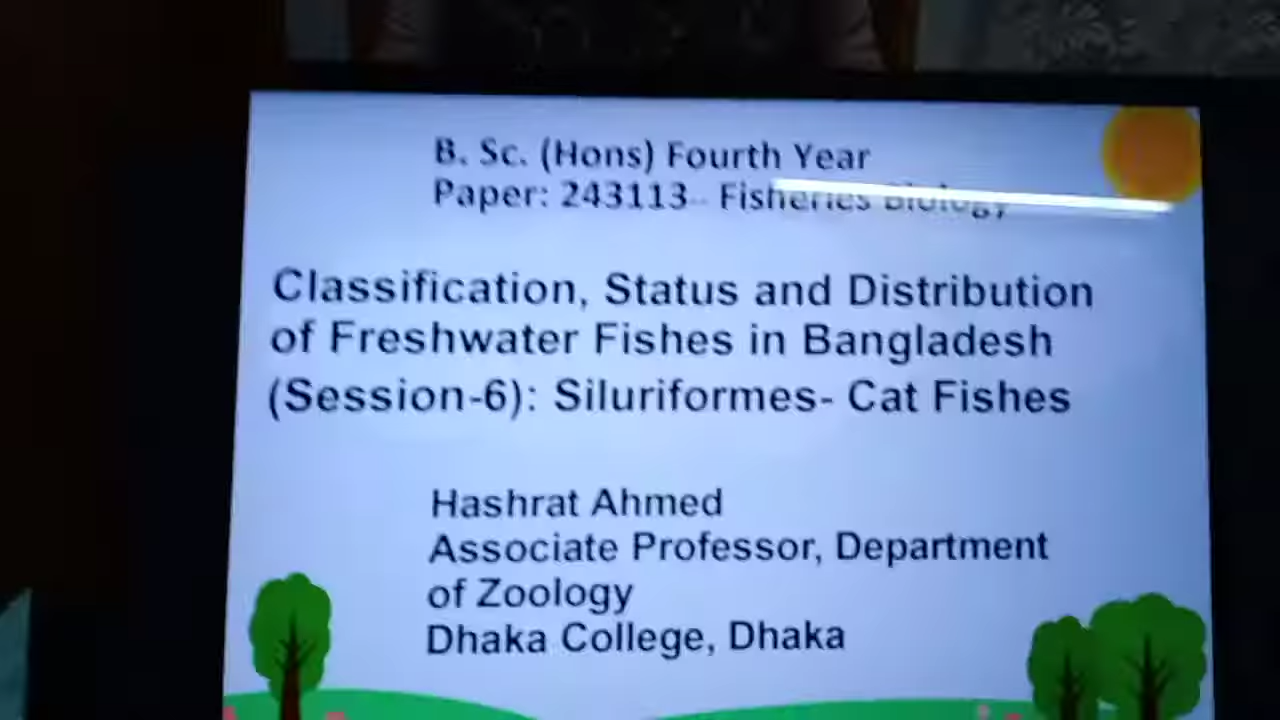 B. Sc. (Hons) Fourth Year
Paper: 243113-- Fisheries Biology
Classification, Status and Distribution
of Freshwater Fishes in Bangladesh
(Session-6): Siluriformes- Cat Fishes
Hashrat Ahmed
Associate Professor, Department
of Zoology
Dhaka College, Dhaka